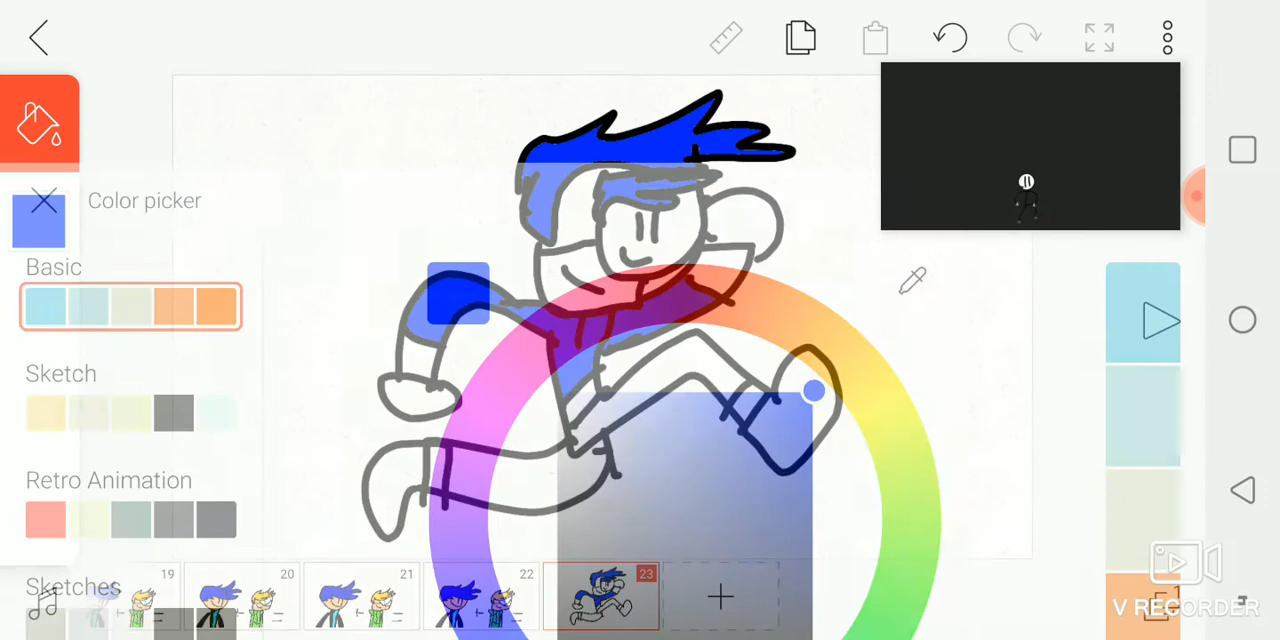 Color picker
Basic
Sketch
Retro Animation
Sketches
19
20
21
22
23
V RECORDER